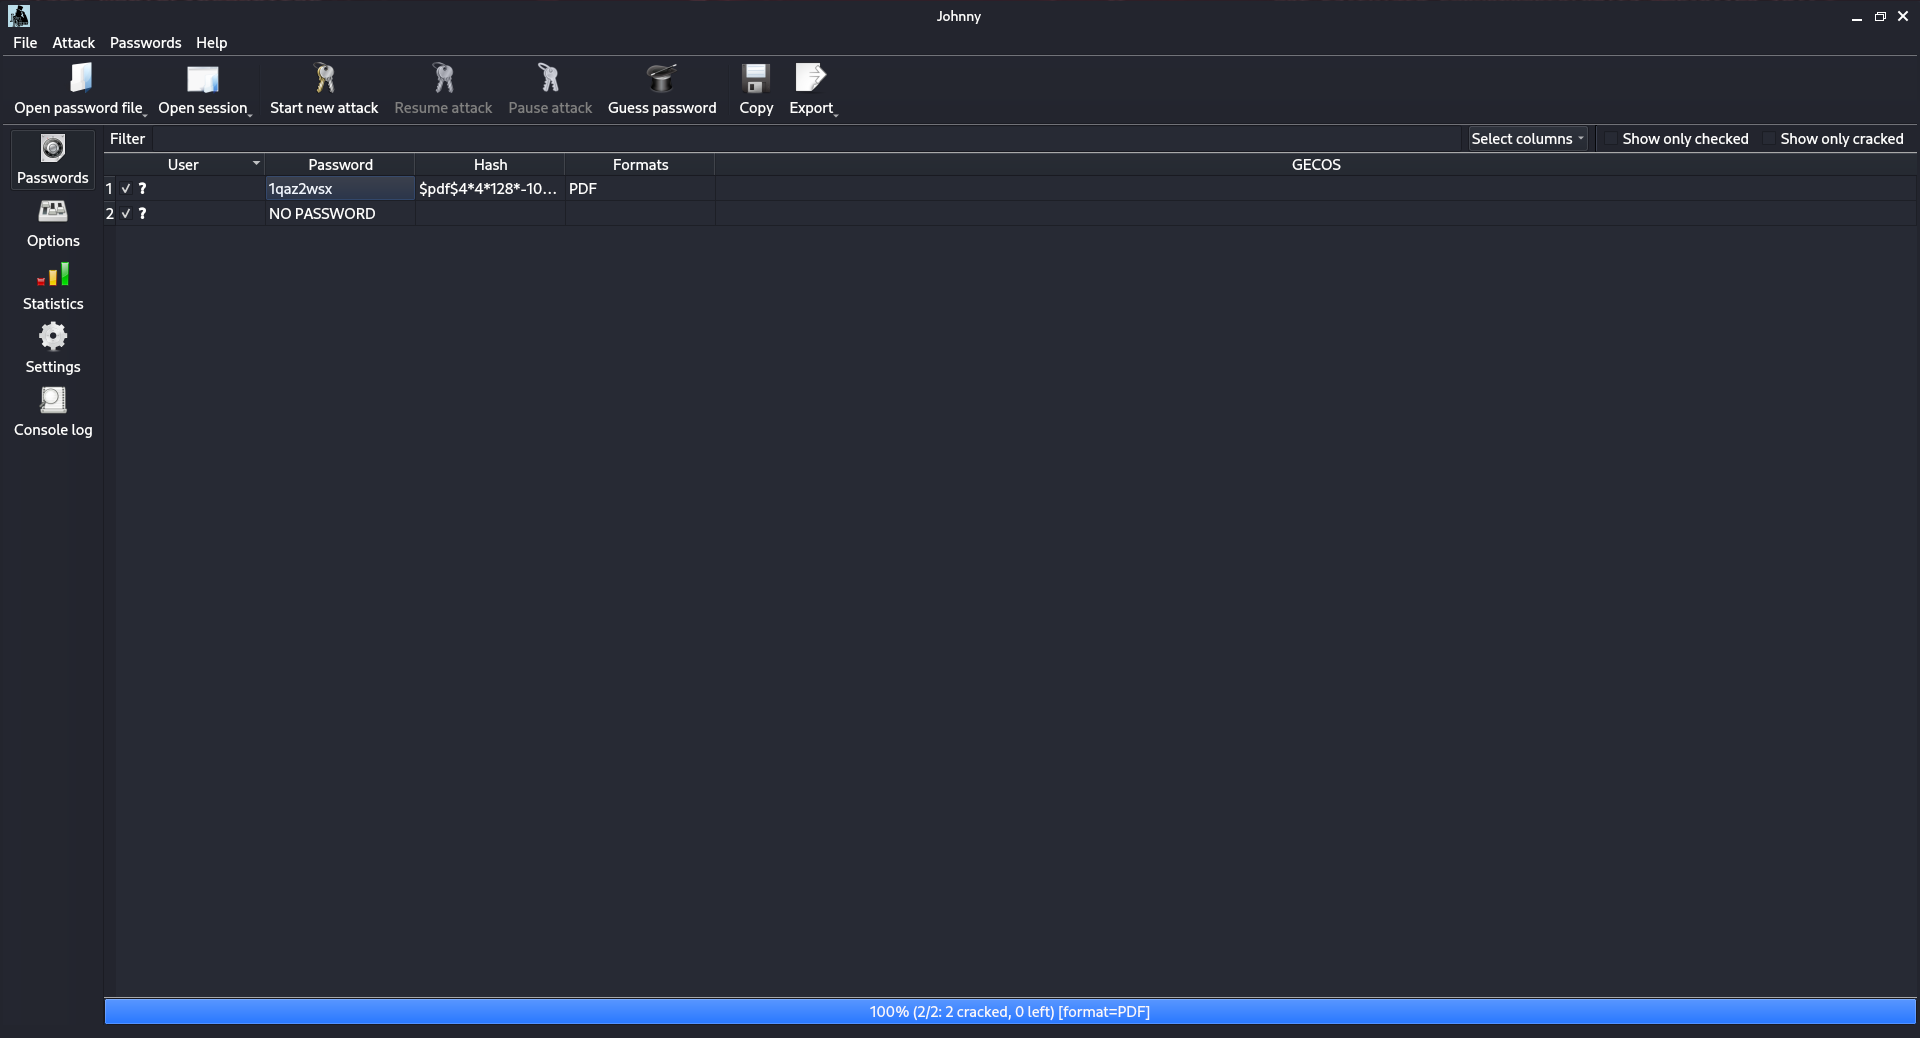 Johnny
File Attack Passwords Help
Open password file Open session Start new attack Resume attack Pause attack Guess password Copy Export
Filter Select columns Show only checked Show only cracked
Passwords
Options
Statistics
Settings
Console log
User Password Hash Formats GECOS
1 ? 1qaz2wsx $pdf$4*4*128*-10... PDF
2 ? NO PASSWORD
100% (2/2: 2 cracked, 0 left) [format=PDF]